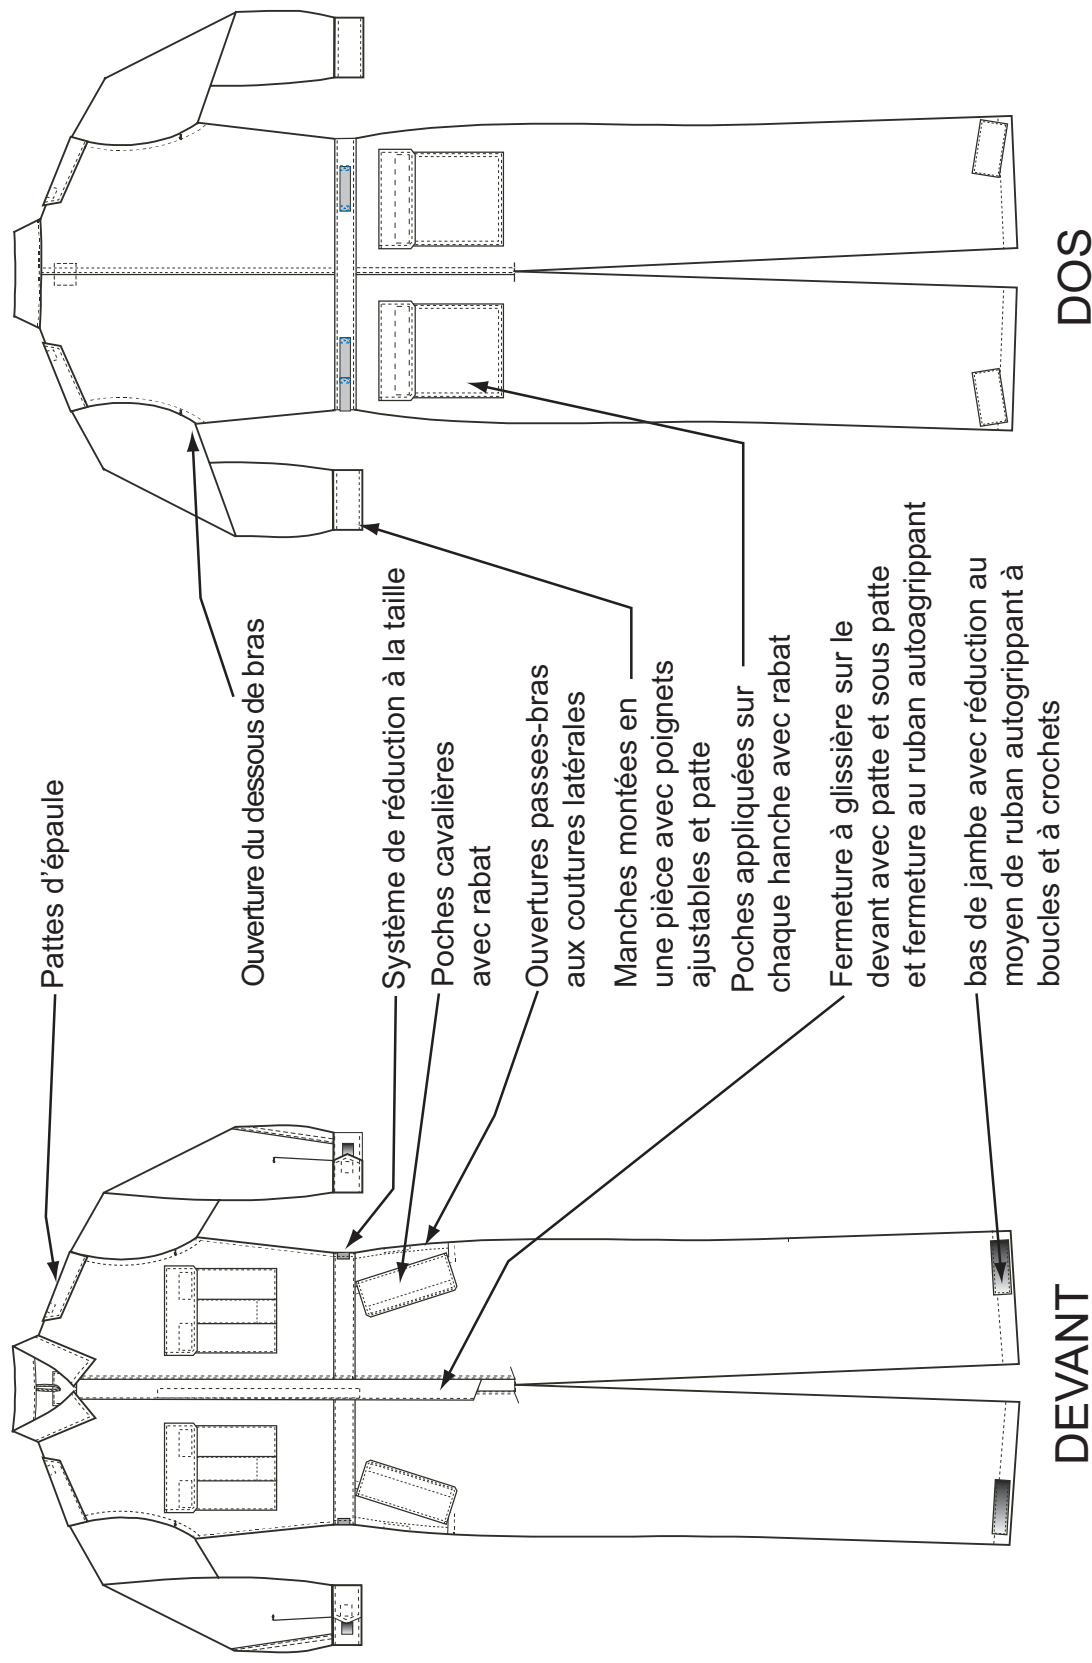 Pattes d'épaule
Ouverture du dessous de bras
Système de réduction à la taille
Poches cavalières
avec rabat
Ouvertures passes-bras
aux coutures latérales
Manches montées en
une pièce avec poignets
ajustables et patte
Poches appliquées sur
chaque hanche avec rabat
Fermeture à glissière sur le
devant avec patte et sous patte
et fermeture au ruban autoagrippant
bas de jambe avec réduction au
moyen de ruban autogrippant à
boucles et à crochets
DEVANT
DOS